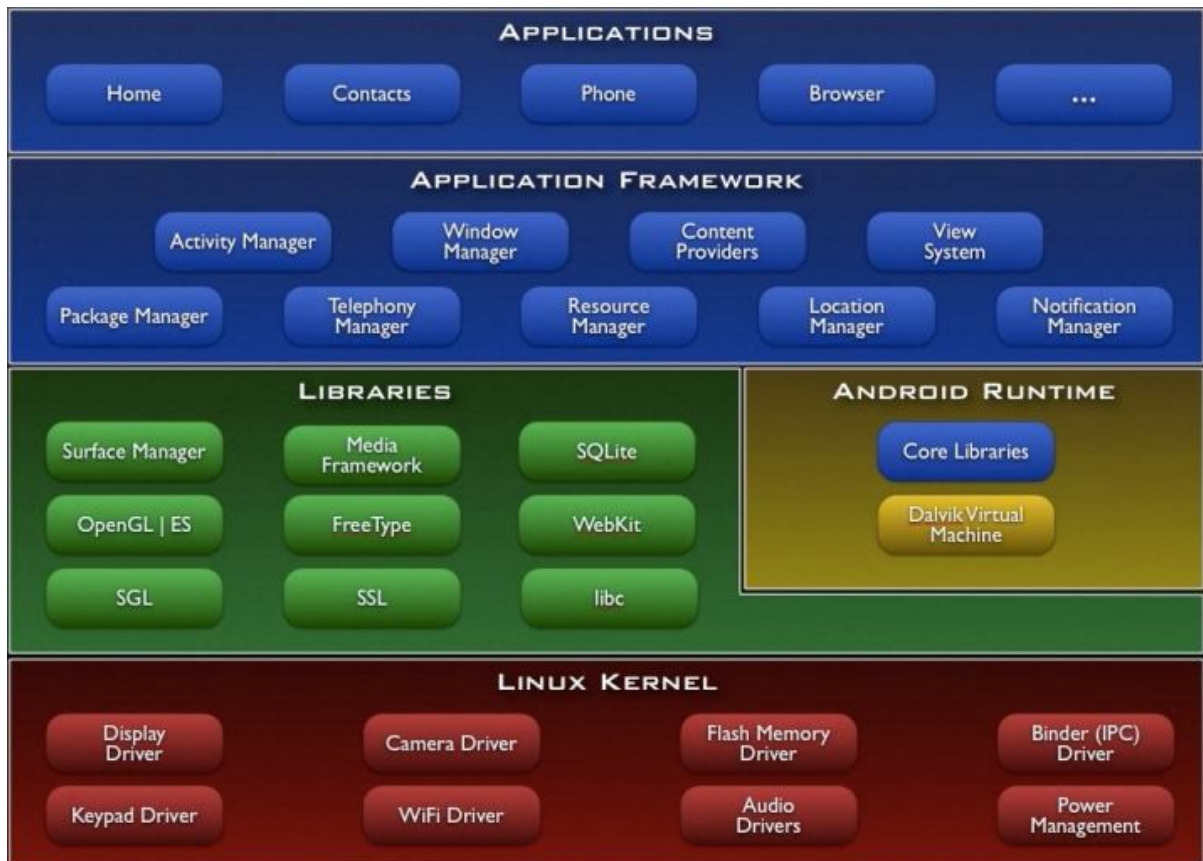 APPLICATIONS
Home
Contacts
Phone
Browser
...
APPLICATION FRAMEWORK
Activity Manager
Window
Manager
Content
Providers
View
System
Package Manager
Telephony
Manager
Resource
Manager
Location
Manager
Notification
Manager
LIBRARIES
Surface Manager
Media
Framework
SQLite
OpenGL | ES
FreeType
WebKit
SGL
SSL
libc
ANDROID RUNTIME
Core Libraries
Dalvik Virtual
Machine
LINUX KERNEL
Display
Driver
Camera Driver
Flash Memory
Driver
Binder (IPC)
Driver
Keypad Driver
WiFi Driver
Audio
Drivers
Power
Management